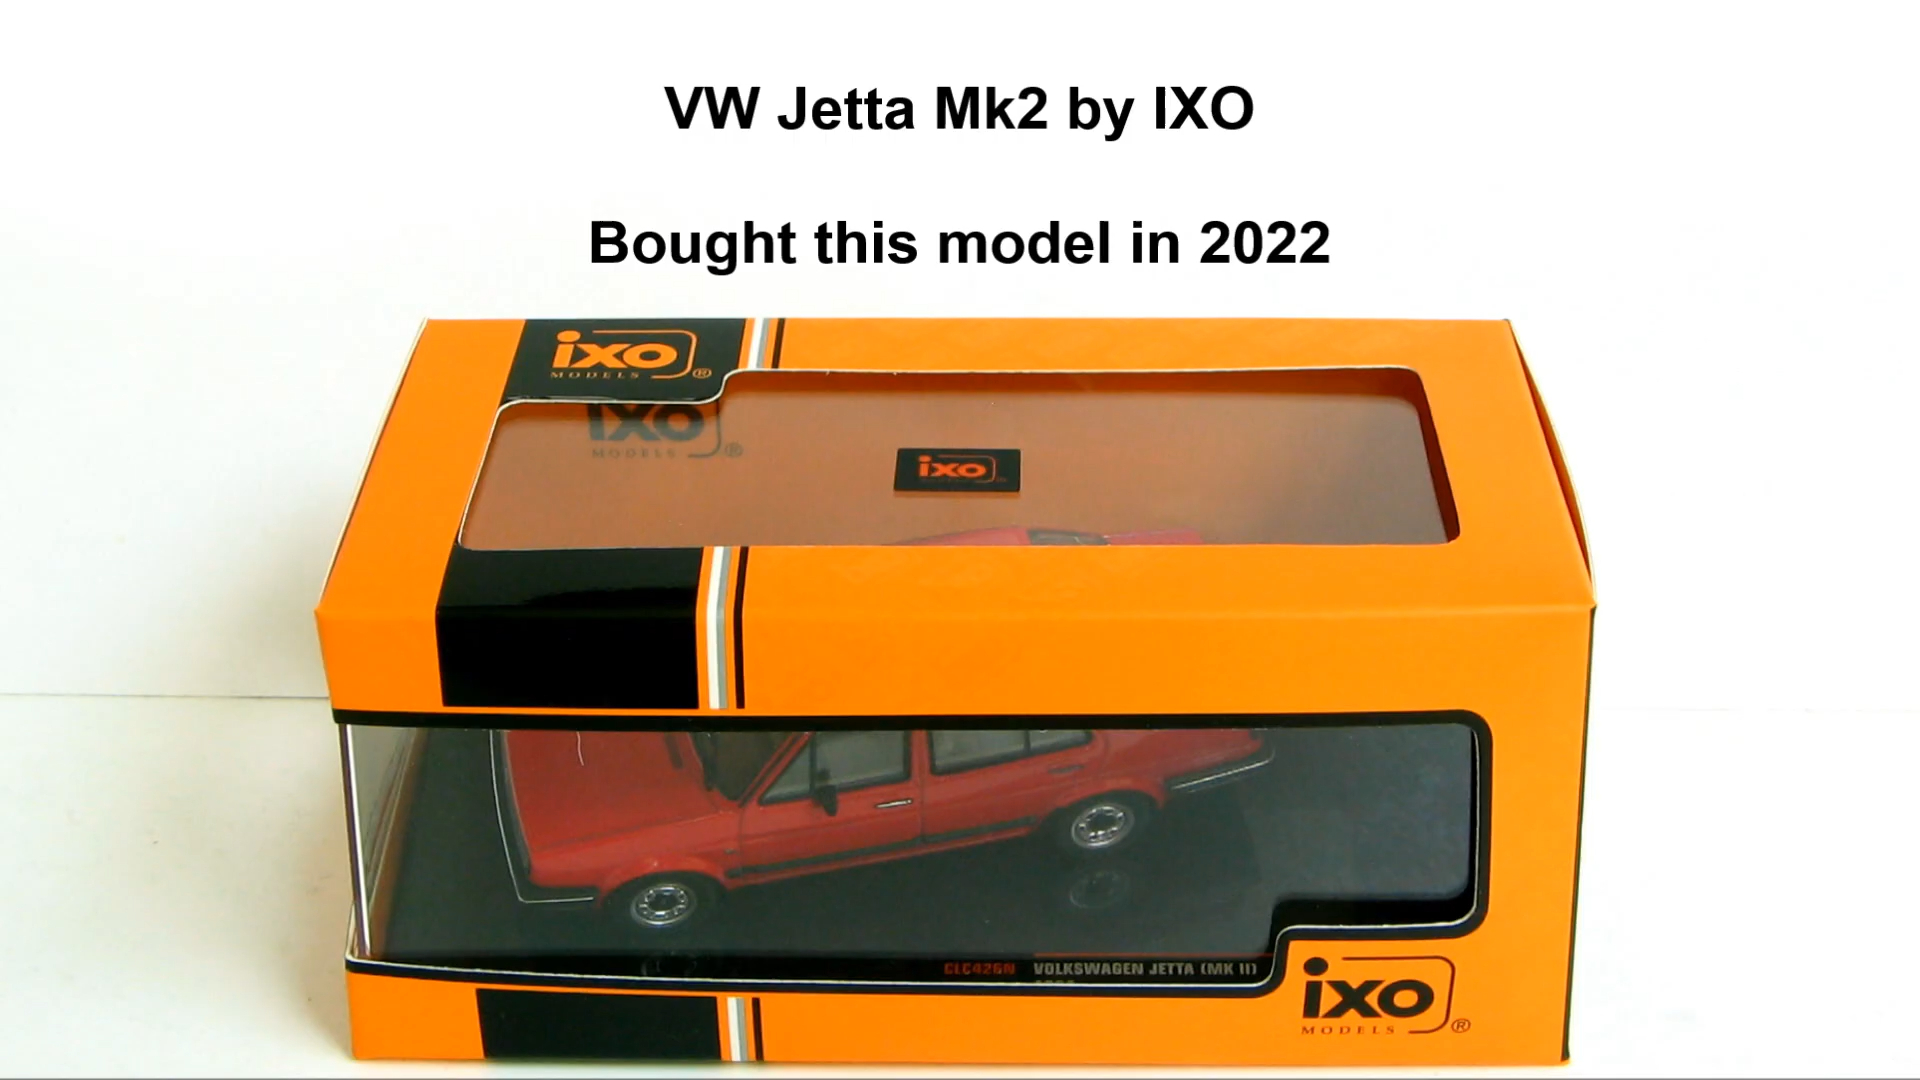 VW Jetta Mk2 by IXO
Bought this model in 2022
ixo ®
MODELS
IXO ®
MODELS
ixo
CLC426N VOLKSWAGEN JETTA (MK II)
ixo
MODELS ®